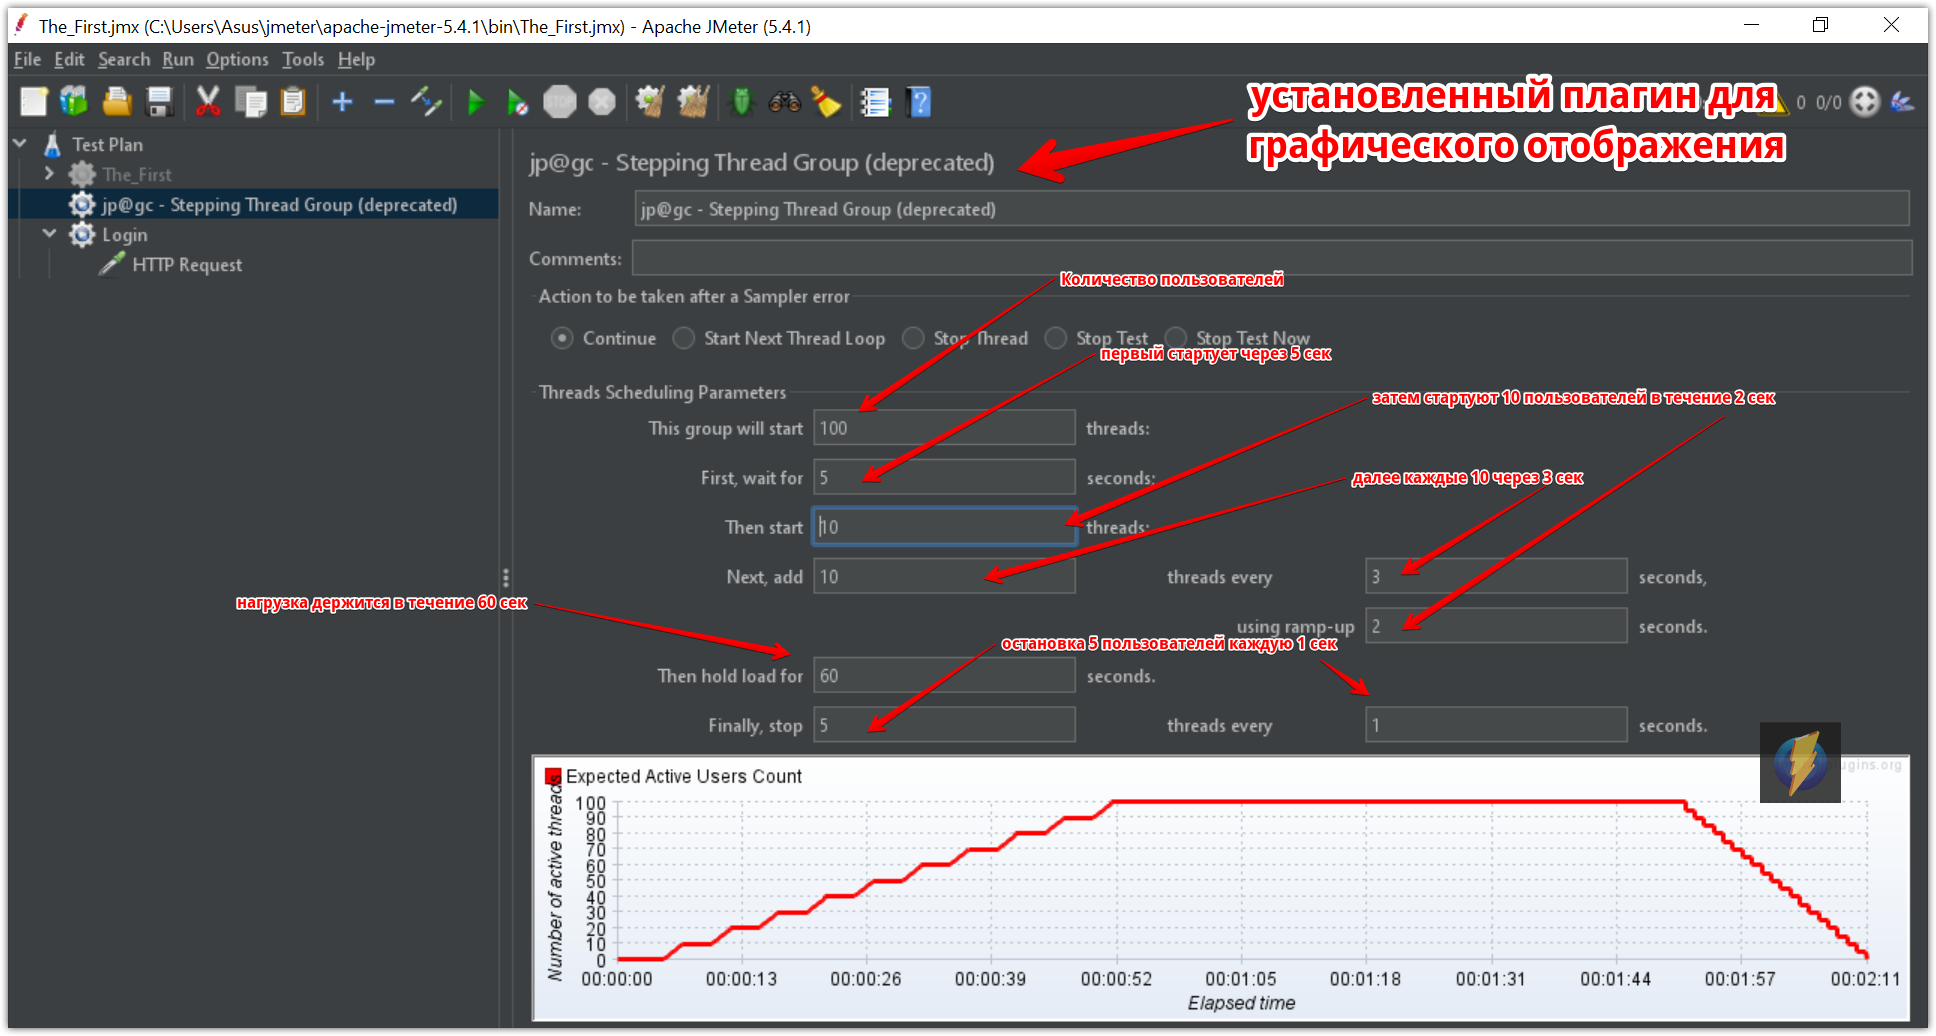 The_First.jmx (C:\Users\Asus\jmeter\apache-jmeter-5.4.1\bin\The_First.jmx) - Apache JMeter (5.4.1)
File Edit Search Run Options Tools Help
STOP
установленный плагин для
графического отображения
0 0/0
Test Plan
The_First
jp@gc - Stepping Thread Group (deprecated)
Login
HTTP Request
jp@gc - Stepping Thread Group (deprecated)
Name: jp@gc - Stepping Thread Group (deprecated)
Comments:
Количество пользователей
Action to be taken after a Sampler error
Continue Start Next Thread Loop Stop Thread Stop Test Stop Test Now
первый стартует через 5 сек
Threads Scheduling Parameters
затем стартуют 10 пользователей в течение 2 сек
This group will start 100 threads:
First, wait for 5 seconds;
далее каждые 10 через 3 сек
Then start 10 threads;
Next, add 10 threads every 3 seconds,
нагрузка держится в течение 60 сек
using ramp-up 2 seconds.
остановка 5 пользователей каждую 1 сек
Then hold load for 60 seconds.
Finally, stop 5 threads every 1 seconds.
Expected Active Users Count
Number of active threads
100
90
80
70
60
50
40
30
20
10
0
00:00:00 00:00:13 00:00:26 00:00:39 00:00:52 00:01:05 00:01:18 00:01:31 00:01:44 00:01:57 00:02:11
Elapsed time